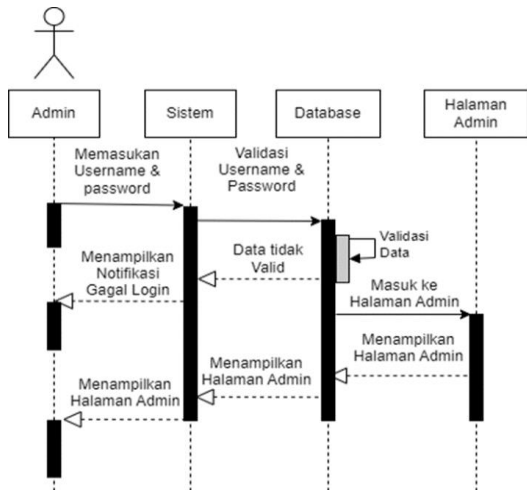 Admin
Sistem
Database
Halaman
Admin
Memasukan
Username &
password
Validasi
Username &
Password
Validasi
Data
Data tidak
Valid
Menampilkan
Notifikasi
Gagal Login
Masuk ke
Halaman Admin
Menampilkan
Halaman Admin
Menampilkan
Halaman Admin
Menampilkan
Halaman Admin